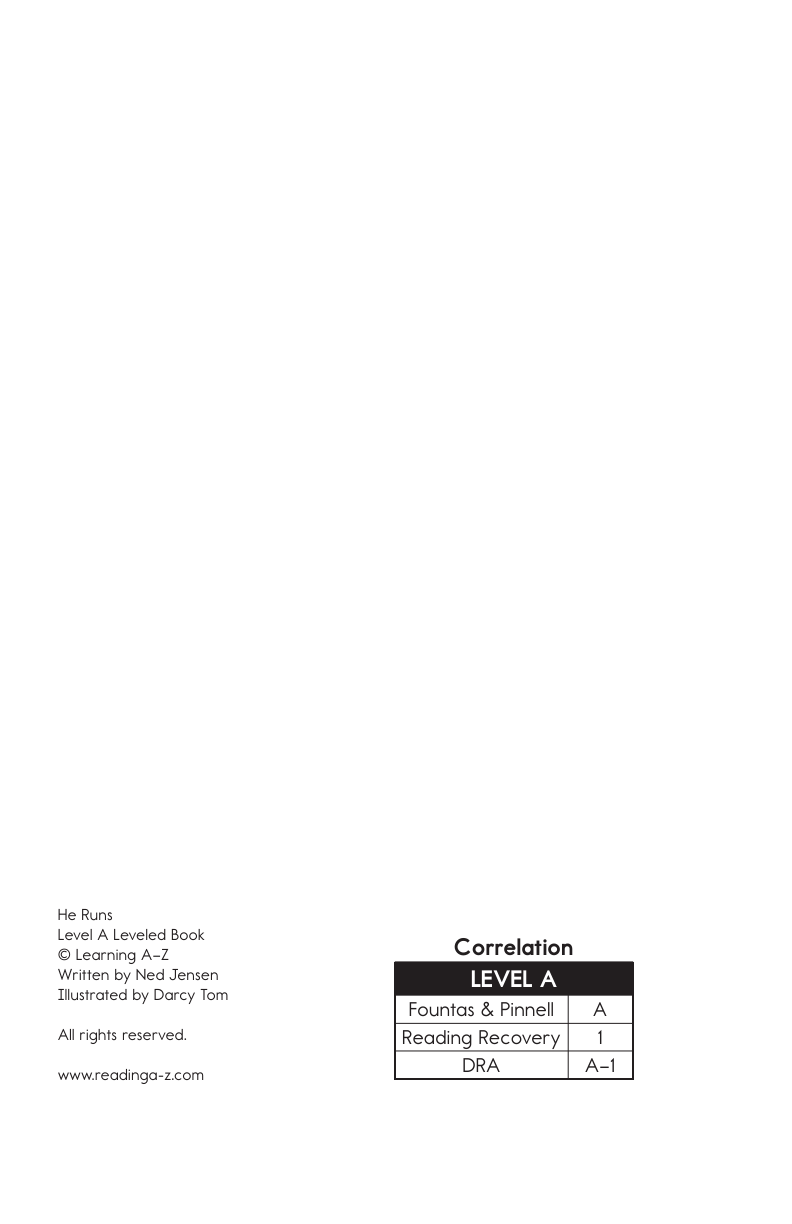 He Runs
Level A Leveled Book
© Learning A–Z
Written by Ned Jensen
Illustrated by Darcy Tom
All rights reserved.
www.readinga-z.com
Correlation
LEVEL A
Fountas & Pinnell A
Reading Recovery 1
DRA A–1